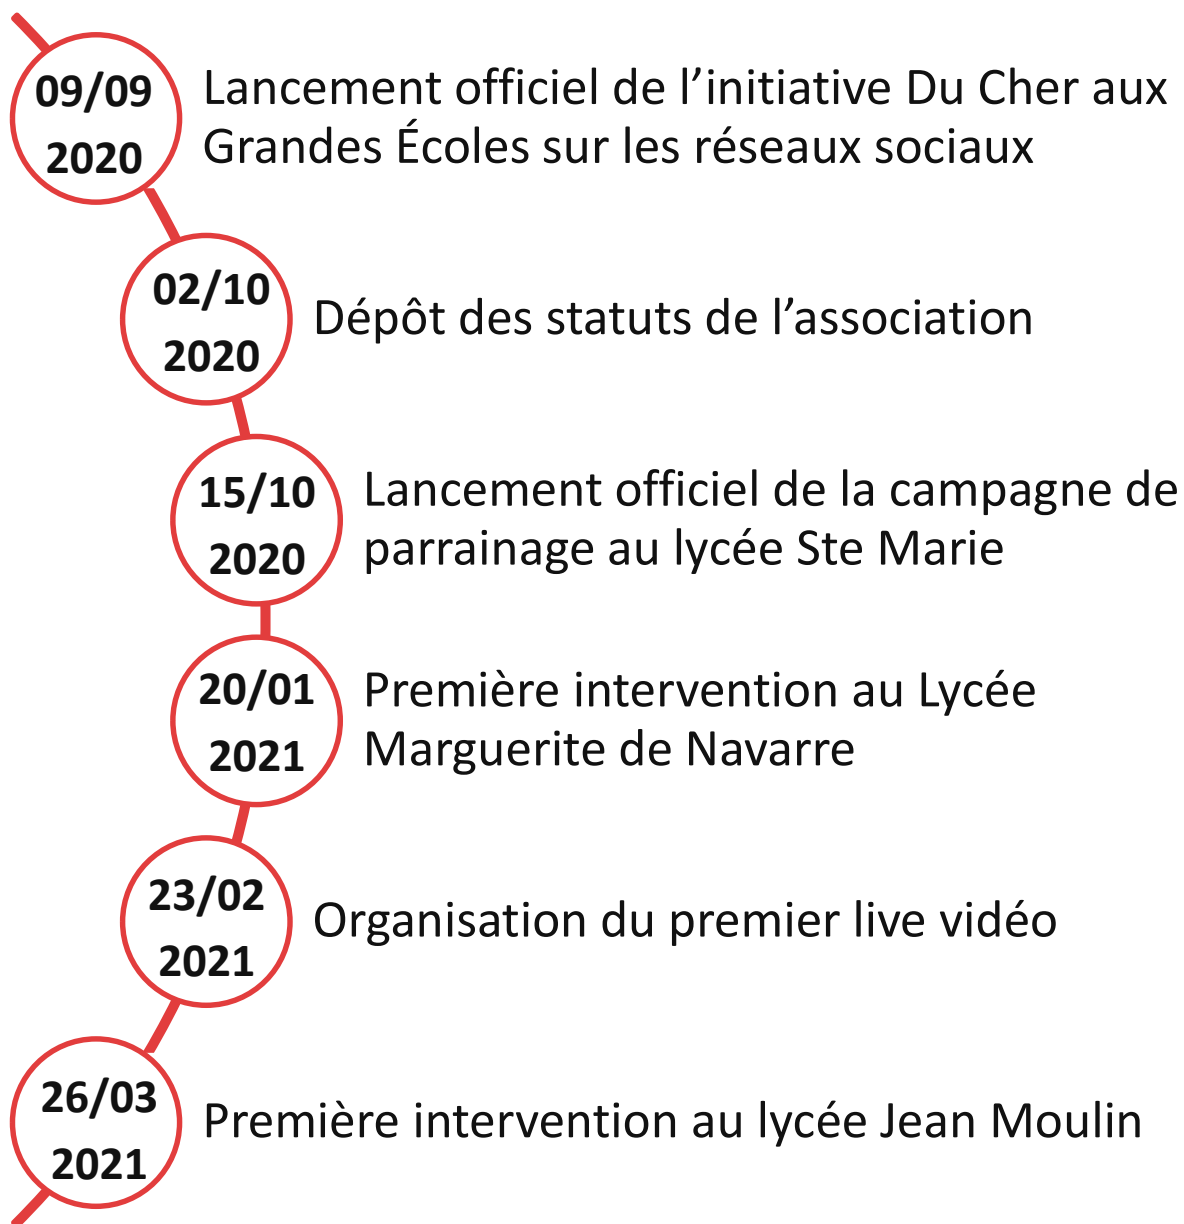 09/09
2020
Lancement officiel de l’initiative Du Cher aux
Grandes Écoles sur les réseaux sociaux
02/10
2020
Dépôt des statuts de l’association
15/10
2020
Lancement officiel de la campagne de
parrainage au lycée Ste Marie
20/01
2021
Première intervention au Lycée
Marguerite de Navarre
23/02
2021
Organisation du premier live vidéo
26/03
2021
Première intervention au lycée Jean Moulin